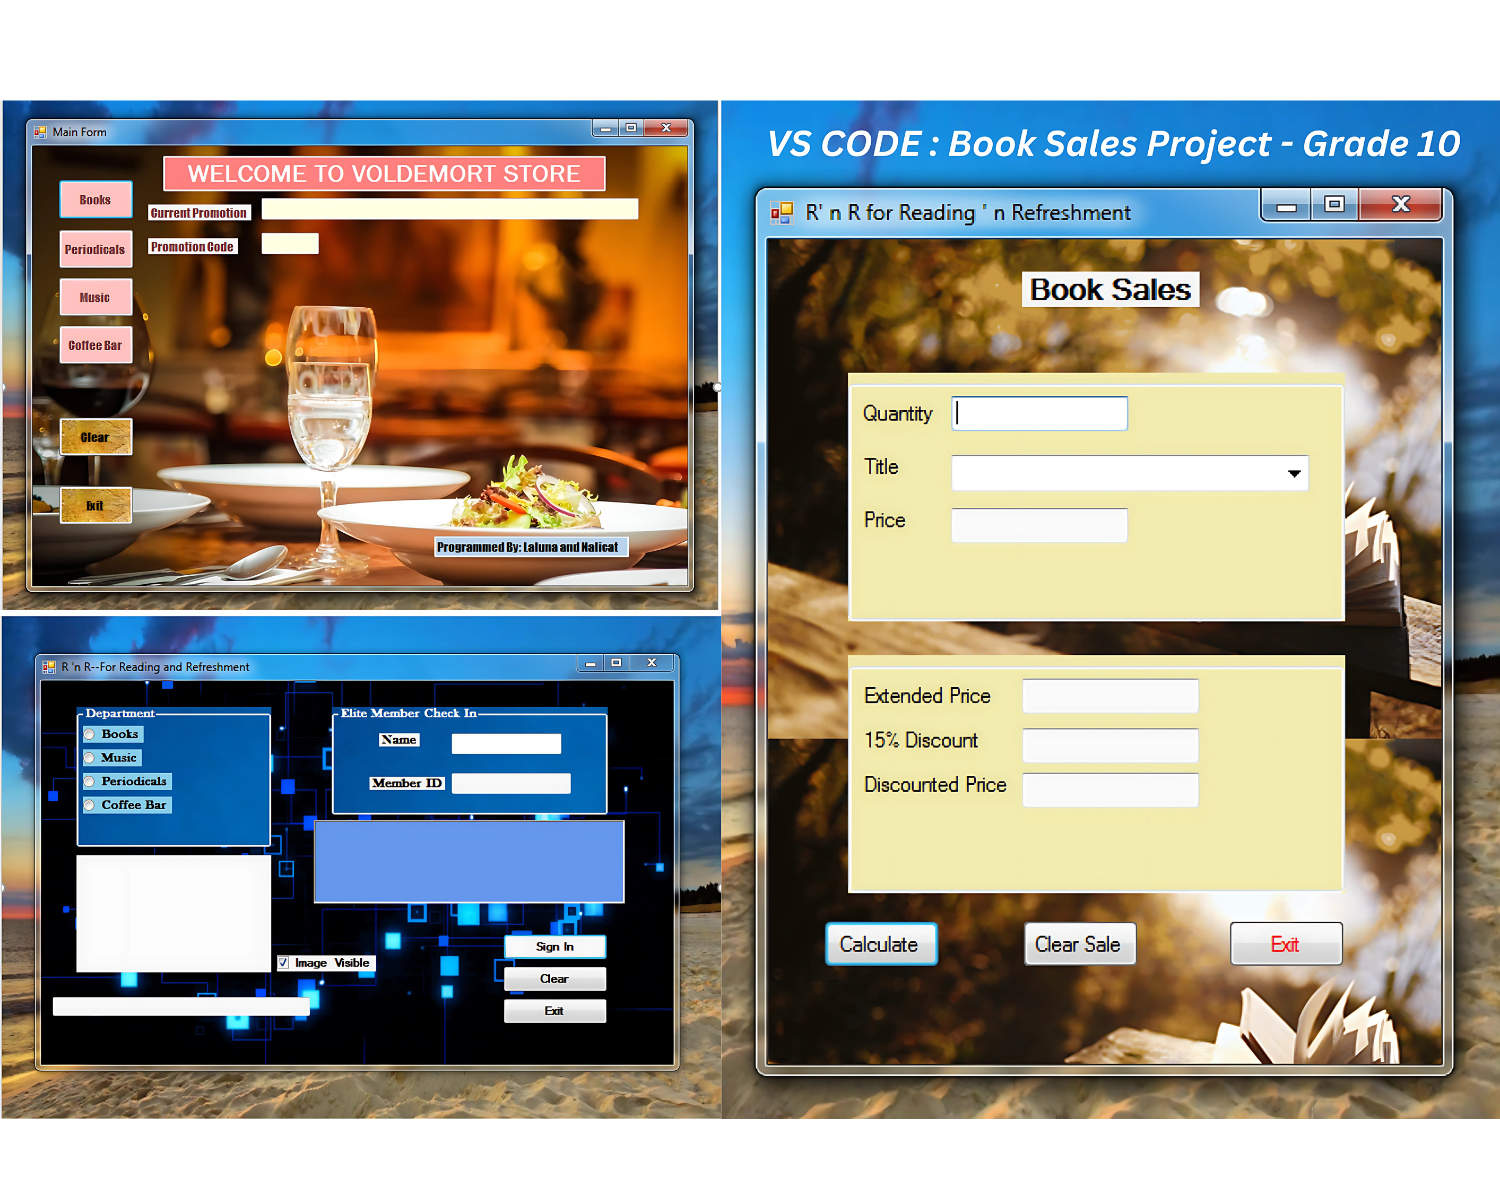 Main Form
WELCOME TO VOLDEMORT STORE
Books
Current Promotion
Periodicals
Promotion Code
Music
Coffee Bar
Clear
Exit
Programmed By: Laluna and Nalicat
R 'n R--For Reading and Refreshment
Department
Books
Music
Periodicals
Coffee Bar
Elite Member Check In
Name
Member ID
Image Visible
Sign In
Clear
Exit
VS CODE : Book Sales Project - Grade 10
R' n R for Reading ' n Refreshment
Book Sales
Quantity
Title
Price
Extended Price
15% Discount
Discounted Price
Calculate
Clear Sale
Exit